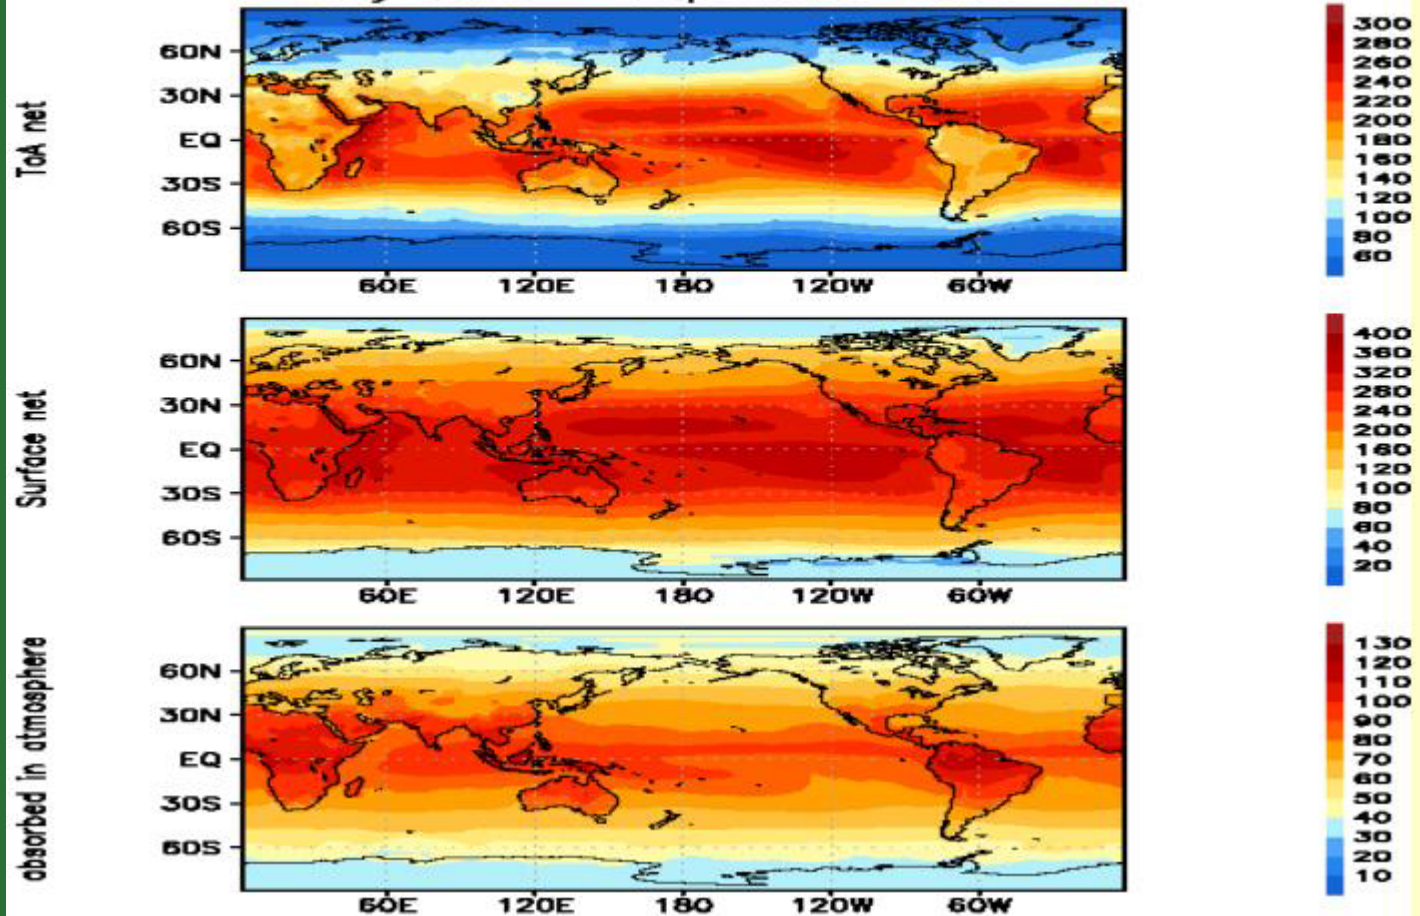 ToA net
60N
30N
EQ
30S
60S
60E 120E 180 120W 60W
300
280
260
240
220
200
180
160
140
120
100
80
60
Surface net
60N
30N
EQ
30S
60S
60E 120E 180 120W 60W
400
360
320
280
240
200
160
120
100
80
60
40
20
absorbed in atmosphere
60N
30N
EQ
30S
60S
60E 120E 180 120W 60W
130
120
110
100
90
80
70
60
50
40
30
20
10